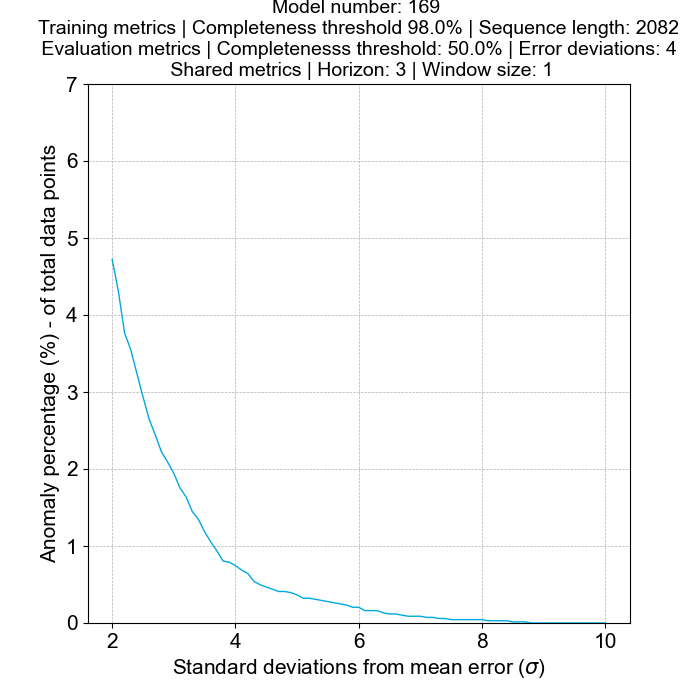 Model number: 169
Training metrics | Completeness threshold 98.0% | Sequence length: 2082
Evaluation metrics | Completenesss threshold: 50.0% | Error deviations: 4
Shared metrics | Horizon: 3 | Window size: 1
7
6
5
4
3
2
1
0
Anomaly percentage (%) - of total data points
2 4 6 8 10
Standard deviations from mean error (σ)